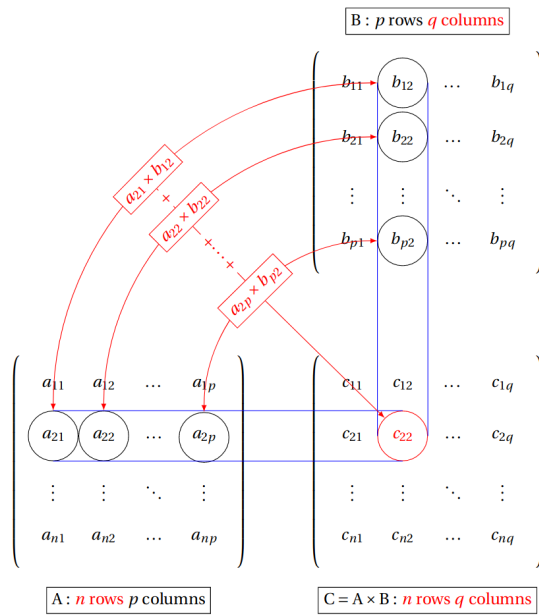 B : p rows q columns
b₁₁ b₁₂ … b₁q
b₂₁ b₂₂ … b₂q
⋮ ⋮ ⋱ ⋮
bₚ₁ bₚ₂ … bₚq
a₂₁ × b₁₂
+
a₂₂ × b₂₂
+ … +
a₂ₚ × bₚ₂
a₁₁ a₁₂ … a₁ₚ
a₂₁ a₂₂ … a₂ₚ
⋮ ⋮ ⋱ ⋮
aₙ₁ aₙ₂ … aₙₚ
c₁₁ c₁₂ … c₁q
c₂₁ c₂₂ … c₂q
⋮ ⋮ ⋱ ⋮
cₙ₁ cₙ₂ … cₙq
A : n rows p columns
C = A × B : n rows q columns